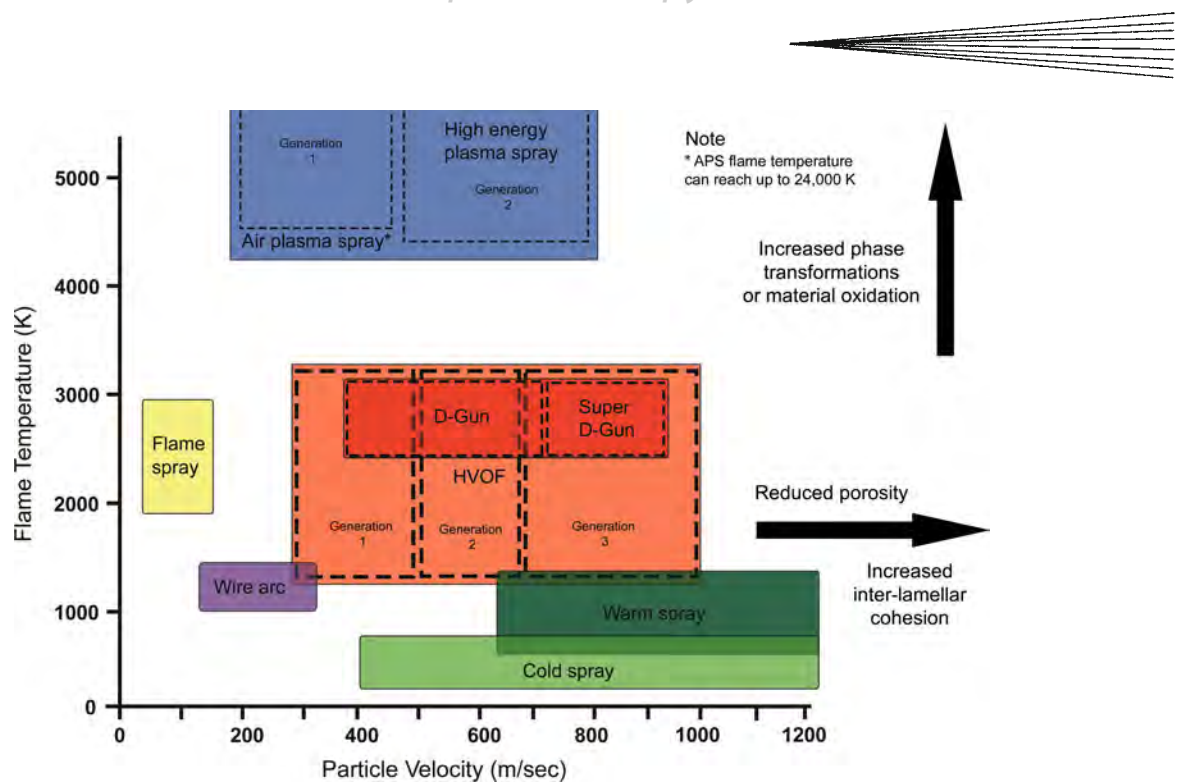 Generation
1
High energy
plasma spray
Generation
2
Air plasma spray*
Note
* APS flame temperature
can reach up to 24,000 K
Increased phase
transformations
or material oxidation
5000
4000
3000
2000
1000
0
Flame Temperature (K)
Flame
spray
D-Gun
Super
D-Gun
HVOF
Generation
1
Generation
2
Generation
3
Wire arc
Warm spray
Cold spray
Reduced porosity
Increased
inter-lamellar
cohesion
0
200
400
600
800
1000
1200
Particle Velocity (m/sec)